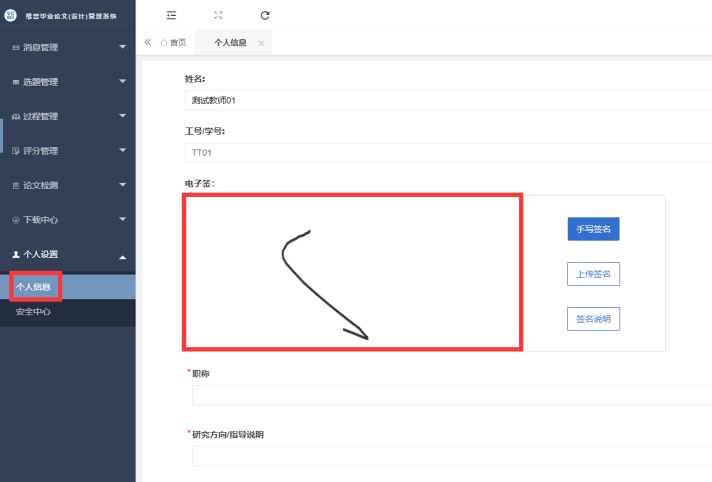 维普毕业论文(设计)管理系统
首页
个人信息
消息管理
选题管理
过程管理
评分管理
论文检测
下载中心
个人设置
个人信息
安全中心
姓名:
测试教师01
工号/学号:
TT01
电子签:
手写签名
上传签名
签名说明
*职称
*研究方向/指导说明